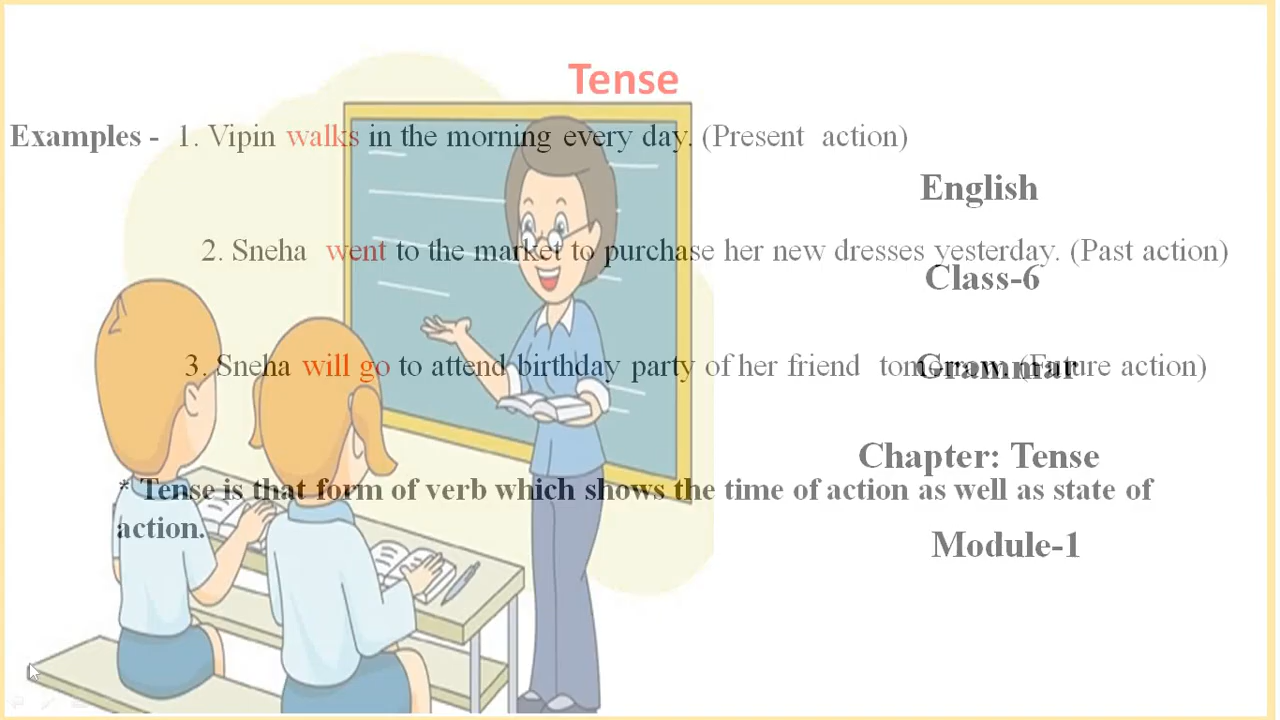 Tense
Examples - 1. Vipin walks in the morning every day. (Present action)
English
2. Sneha went to the market to purchase her new dresses yesterday. (Past action)
Class-6
3. Sneha will go to attend birthday party of her friend tomorrow. (Future action)
Grammar
Chapter: Tense
* Tense is that form of verb which shows the time of action as well as state of
action.
Module-1